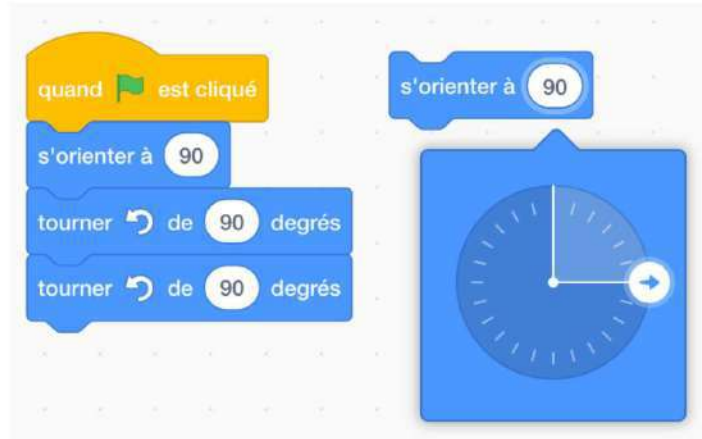 quand est cliqué
s'orienter à 90
tourner de 90 degrés
tourner de 90 degrés
s'orienter à 90